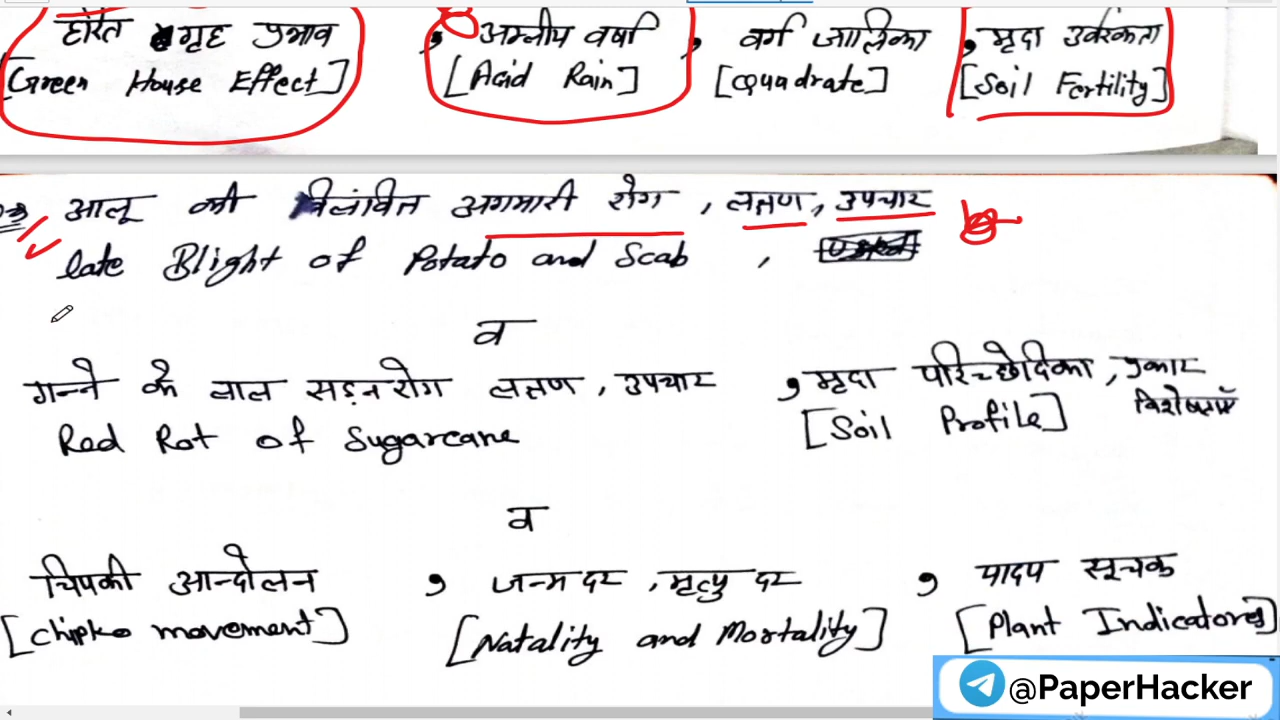 हरित गृह प्रभाव , अम्लीय वर्षा , वर्ग जालिका , मृदा उर्वरकता
[Green House Effect] [Acid Rain] [Quadrate] [Soil Fertility]
आलू की विलंवित अगमारी रोग , लक्षण , उपचार
late Blight of Potato and Scab ,
व
गन्ने के लाल सड़न रोग लक्षण , उपचार , मृदा परिच्छेदिका , प्रकार
विशेषताएँ
Red Rot of Sugarcane [Soil Profile]
व
चिपको आन्दोलन , जन्म दर , मृत्यु दर , पादप सूचक
[Chipko movement] [Natality and Mortality] [Plant Indicatores]
@PaperHacker